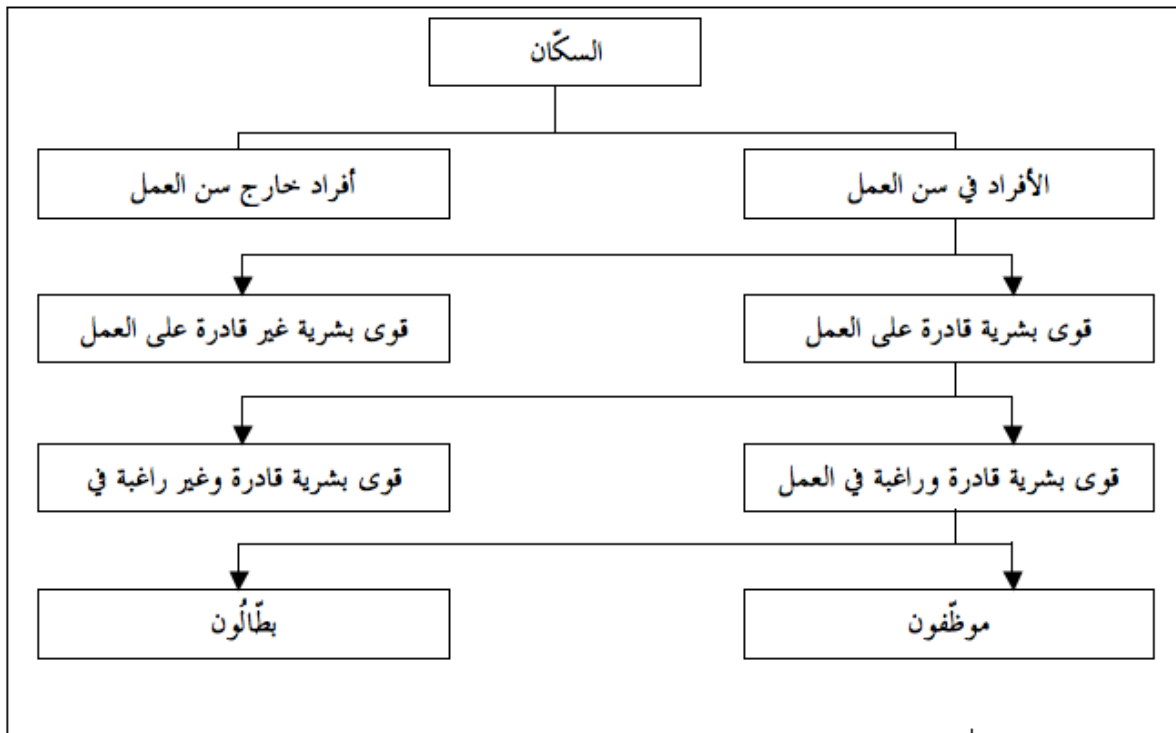 السكّان
الأفراد في سن العمل
أفراد خارج سن العمل
قوى بشرية قادرة على العمل
قوى بشرية غير قادرة على العمل
قوى بشرية قادرة وراغبة في العمل
قوى بشرية قادرة وغير راغبة في
موظّفون
بطّالُون